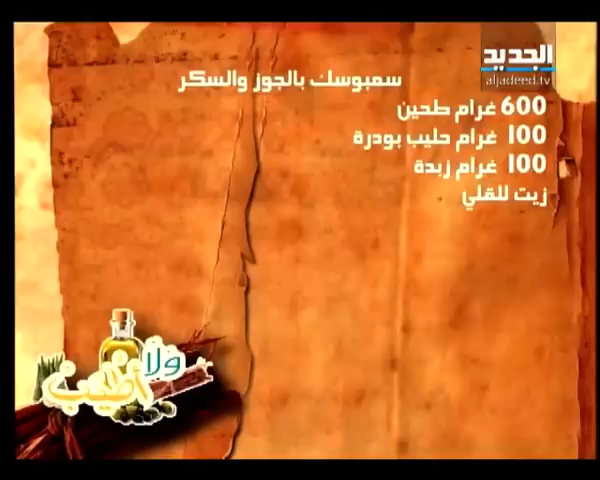 الجديد
aljadeed.tv
سمبوسك بالجوز والسكر
600 غرام طحين
100 غرام حليب بودرة
100 غرام زبدة
زيت للقلي
ولا أطيب